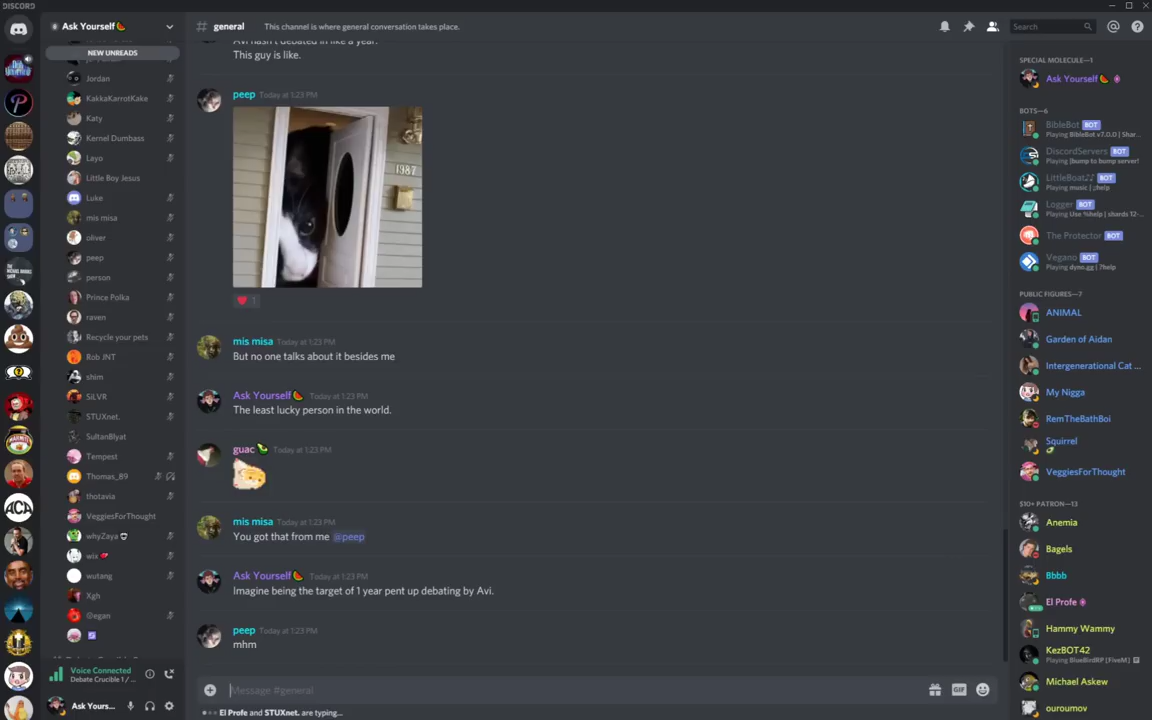 DISCORD
Ask Yourself
NEW UNREADS
Jordan
KakkaKarrotKake
Katy
Kernel Dumbass
Layo
Little Boy Jesus
Luke
mis misa
oliver
peep
person
Prince Polka
raven
Recycle your pets
Rob JNT
shim
SiLVR
STUXnet.
SultanBlyat
Tempest
Thomas_89
thotavia
VeggiesForThought
whyZaya
wix
wutang
Xgh
Voice Connected
Debate Crucible 1 / ...
Ask Yours...
# general
This channel is where general conversation takes place.
Search
Avi hasn't debated in like a year.
This guy is like.
peep Today at 1:23 PM
1987
1
mis misa Today at 1:23 PM
But no one talks about it besides me
Ask Yourself Today at 1:23 PM
The least lucky person in the world.
guac Today at 1:23 PM
mis misa Today at 1:23 PM
You got that from me @peep
Ask Yourself Today at 1:23 PM
Imagine being the target of 1 year pent up debating by Avi.
peep Today at 1:23 PM
mhm
Message #general
GIF
El Profe and STUXnet. are typing...
SPECIAL MOLECULE—1
Ask Yourself
BOTS—6
BibleBot BOT
Playing BibleBot v7.0.0 | Shar...
DiscordServers BOT
Playing !bump to bump server!
LittleBoat BOT
Playing music | ;help
Logger BOT
Playing Use %help | shards 12-...
The Protector BOT
Vegano BOT
Playing dyno.gg | ?help
PUBLIC FIGURES—7
ANIMAL
Garden of Aidan
Intergenerational Cat ...
My Nigga
RemTheBathBoi
Squirrel
VeggiesForThought
$10+ PATRON—13
Anemia
Bagels
Bbbb
El Profe
Hammy Wammy
KezBOT42
Playing BlueBirdRP [FiveM]
Michael Askew
ouroumov
ACA